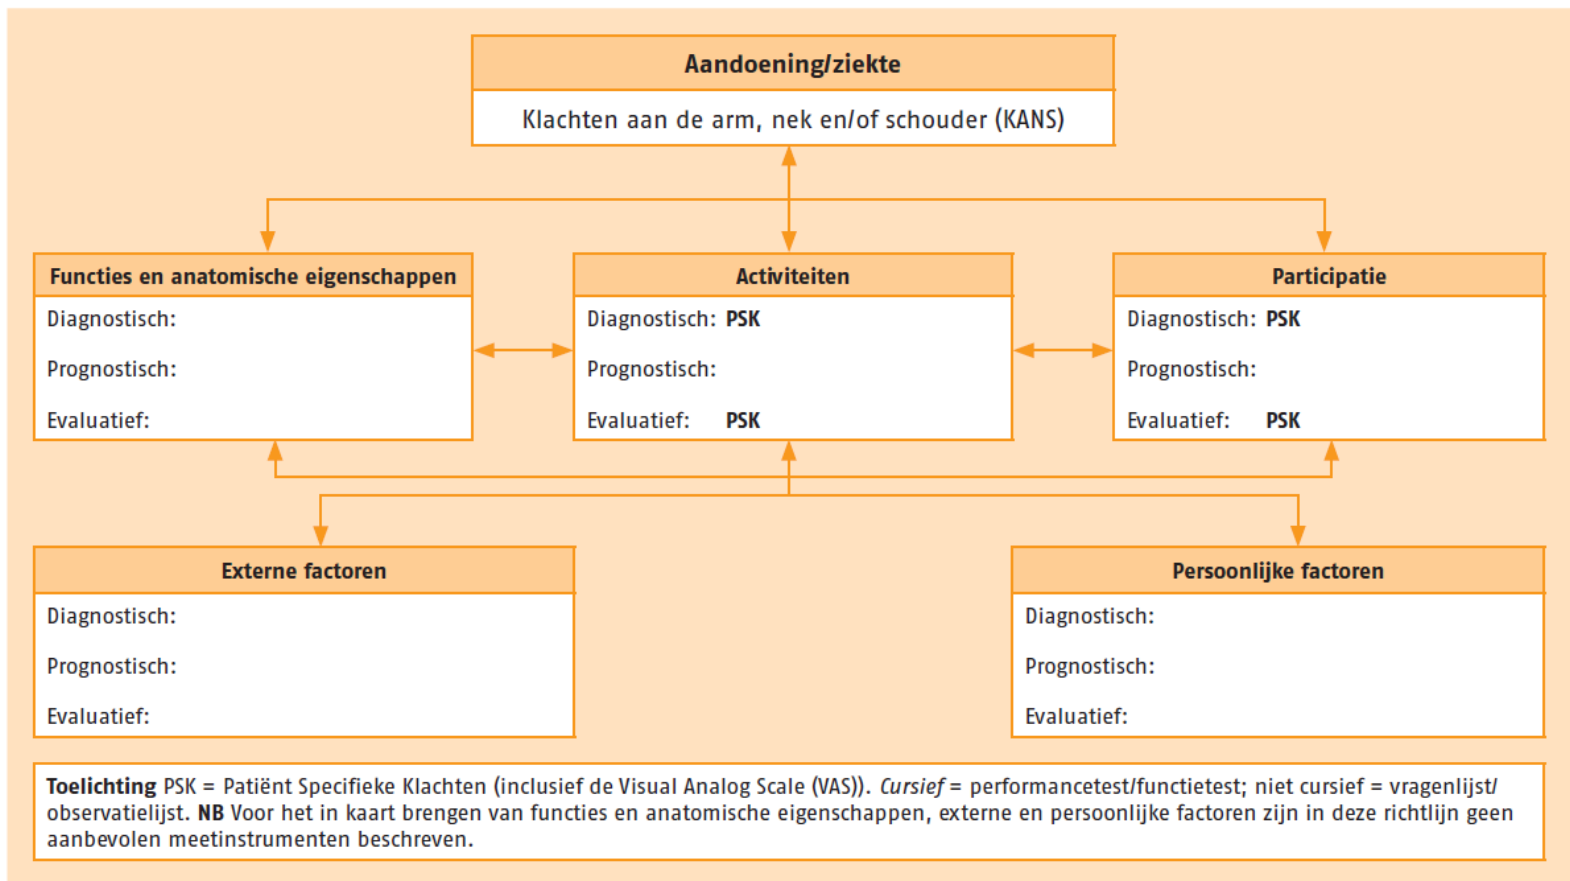 Aandoening/ziekte
Klachten aan de arm, nek en/of schouder (KANS)
Functies en anatomische eigenschappen
Diagnostisch:
Prognostisch:
Evaluatief:
Activiteiten
Diagnostisch: PSK
Prognostisch:
Evaluatief: PSK
Participatie
Diagnostisch: PSK
Prognostisch:
Evaluatief: PSK
Externe factoren
Diagnostisch:
Prognostisch:
Evaluatief:
Persoonlijke factoren
Diagnostisch:
Prognostisch:
Evaluatief:
Toelichting PSK = Patiënt Specifieke Klachten (inclusief de Visual Analog Scale (VAS)). Cursief = performancetest/functietest; niet cursief = vragenlijst/
observatielijst. NB Voor het in kaart brengen van functies en anatomische eigenschappen, externe en persoonlijke factoren zijn in deze richtlijn geen
aanbevolen meetinstrumenten beschreven.